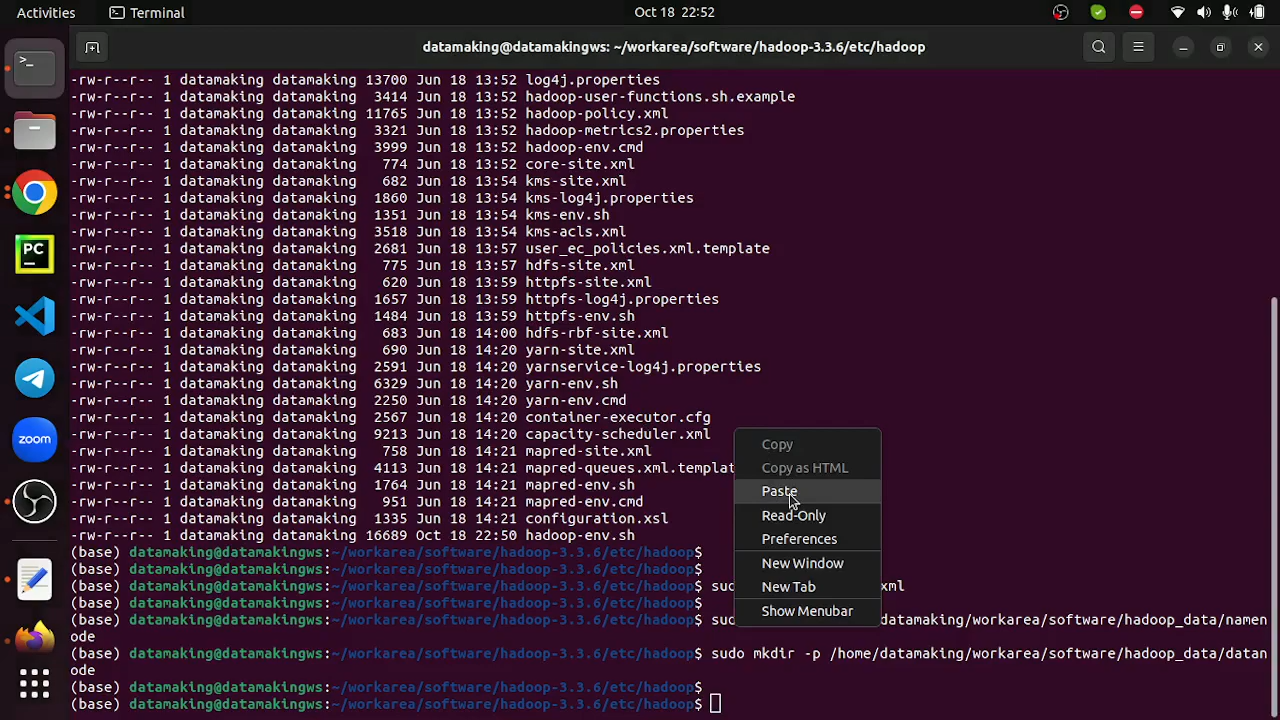 Activities Terminal Oct 18 22:52
datamaking@datamakingws: ~/workarea/software/hadoop-3.3.6/etc/hadoop
-rw-r--r-- 1 datamaking datamaking 13700 Jun 18 13:52 log4j.properties
-rw-r--r-- 1 datamaking datamaking 3414 Jun 18 13:52 hadoop-user-functions.sh.example
-rw-r--r-- 1 datamaking datamaking 11765 Jun 18 13:52 hadoop-policy.xml
-rw-r--r-- 1 datamaking datamaking 3321 Jun 18 13:52 hadoop-metrics2.properties
-rw-r--r-- 1 datamaking datamaking 3999 Jun 18 13:52 hadoop-env.cmd
-rw-r--r-- 1 datamaking datamaking 774 Jun 18 13:52 core-site.xml
-rw-r--r-- 1 datamaking datamaking 682 Jun 18 13:54 kms-site.xml
-rw-r--r-- 1 datamaking datamaking 1860 Jun 18 13:54 kms-log4j.properties
-rw-r--r-- 1 datamaking datamaking 1351 Jun 18 13:54 kms-env.sh
-rw-r--r-- 1 datamaking datamaking 3518 Jun 18 13:54 kms-acls.xml
-rw-r--r-- 1 datamaking datamaking 2681 Jun 18 13:57 user_ec_policies.xml.template
-rw-r--r-- 1 datamaking datamaking 775 Jun 18 13:57 hdfs-site.xml
-rw-r--r-- 1 datamaking datamaking 620 Jun 18 13:59 httpfs-site.xml
-rw-r--r-- 1 datamaking datamaking 1657 Jun 18 13:59 httpfs-log4j.properties
-rw-r--r-- 1 datamaking datamaking 1484 Jun 18 13:59 httpfs-env.sh
-rw-r--r-- 1 datamaking datamaking 683 Jun 18 14:00 hdfs-rbf-site.xml
-rw-r--r-- 1 datamaking datamaking 690 Jun 18 14:20 yarn-site.xml
-rw-r--r-- 1 datamaking datamaking 2591 Jun 18 14:20 yarnservice-log4j.properties
-rw-r--r-- 1 datamaking datamaking 6329 Jun 18 14:20 yarn-env.sh
-rw-r--r-- 1 datamaking datamaking 2250 Jun 18 14:20 yarn-env.cmd
-rw-r--r-- 1 datamaking datamaking 2567 Jun 18 14:20 container-executor.cfg
-rw-r--r-- 1 datamaking datamaking 9213 Jun 18 14:20 capacity-scheduler.xml
-rw-r--r-- 1 datamaking datamaking 758 Jun 18 14:21 mapred-site.xml
-rw-r--r-- 1 datamaking datamaking 4113 Jun 18 14:21 mapred-queues.xml.templat
-rw-r--r-- 1 datamaking datamaking 1764 Jun 18 14:21 mapred-env.sh
-rw-r--r-- 1 datamaking datamaking 951 Jun 18 14:21 mapred-env.cmd
-rw-r--r-- 1 datamaking datamaking 1335 Jun 18 14:21 configuration.xsl
-rw-r--r-- 1 datamaking datamaking 16689 Oct 18 22:50 hadoop-env.sh
(base) datamaking@datamakingws:~/workarea/software/hadoop-3.3.6/etc/hadoop$
(base) datamaking@datamakingws:~/workarea/software/hadoop-3.3.6/etc/hadoop$
(base) datamaking@datamakingws:~/workarea/software/hadoop-3.3.6/etc/hadoop$ sud xml
(base) datamaking@datamakingws:~/workarea/software/hadoop-3.3.6/etc/hadoop$
(base) datamaking@datamakingws:~/workarea/software/hadoop-3.3.6/etc/hadoop$ sud datamaking/workarea/software/hadoop_data/namen
ode
(base) datamaking@datamakingws:~/workarea/software/hadoop-3.3.6/etc/hadoop$ sudo mkdir -p /home/datamaking/workarea/software/hadoop_data/datan
ode
(base) datamaking@datamakingws:~/workarea/software/hadoop-3.3.6/etc/hadoop$
(base) datamaking@datamakingws:~/workarea/software/hadoop-3.3.6/etc/hadoop$
Copy
Copy as HTML
Paste
Read-Only
Preferences
New Window
New Tab
Show Menubar
PC
zoom